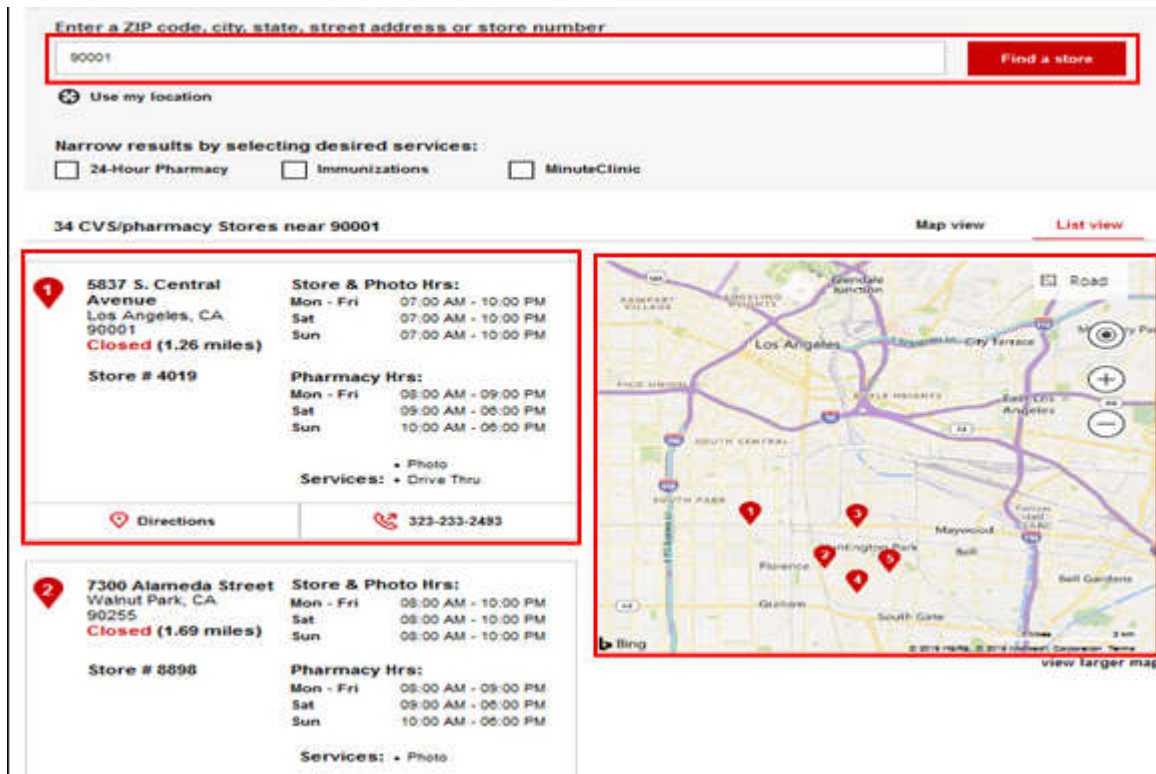 Enter a ZIP code, city, state, street address or store number
90001
Find a store
Use my location
Narrow results by selecting desired services:
24-Hour Pharmacy
Immunizations
MinuteClinic
34 CVS/pharmacy Stores near 90001
Map view
List view
1
5837 S. Central
Avenue
Los Angeles, CA
90001
Closed (1.26 miles)
Store # 4019
Store & Photo Hrs:
Mon - Fri 07:00 AM - 10:00 PM
Sat 07:00 AM - 10:00 PM
Sun 07:00 AM - 10:00 PM
Pharmacy Hrs:
Mon - Fri 08:00 AM - 09:00 PM
Sat 09:00 AM - 06:00 PM
Sun 10:00 AM - 06:00 PM
Services: • Photo
• Drive Thru
Directions
323-233-2493
2
7300 Alameda Street
Walnut Park, CA
90255
Closed (1.69 miles)
Store # 8898
Store & Photo Hrs:
Mon - Fri 08:00 AM - 10:00 PM
Sat 08:00 AM - 10:00 PM
Sun 08:00 AM - 10:00 PM
Pharmacy Hrs:
Mon - Fri 08:00 AM - 09:00 PM
Sat 09:00 AM - 06:00 PM
Sun 10:00 AM - 06:00 PM
Services: • Photo
Road
Glendale
Junction
Los Angeles
City Terrace
PICO UNION
BOYLE HEIGHTS
East Los
Angeles
SOUTH CENTRAL
SOUTH PARK
1
3
Maywood
2
Huntington Park
5
Bell
Florence
4
Bell Gardens
Graham
South Gate
Bing
2 km
view larger map